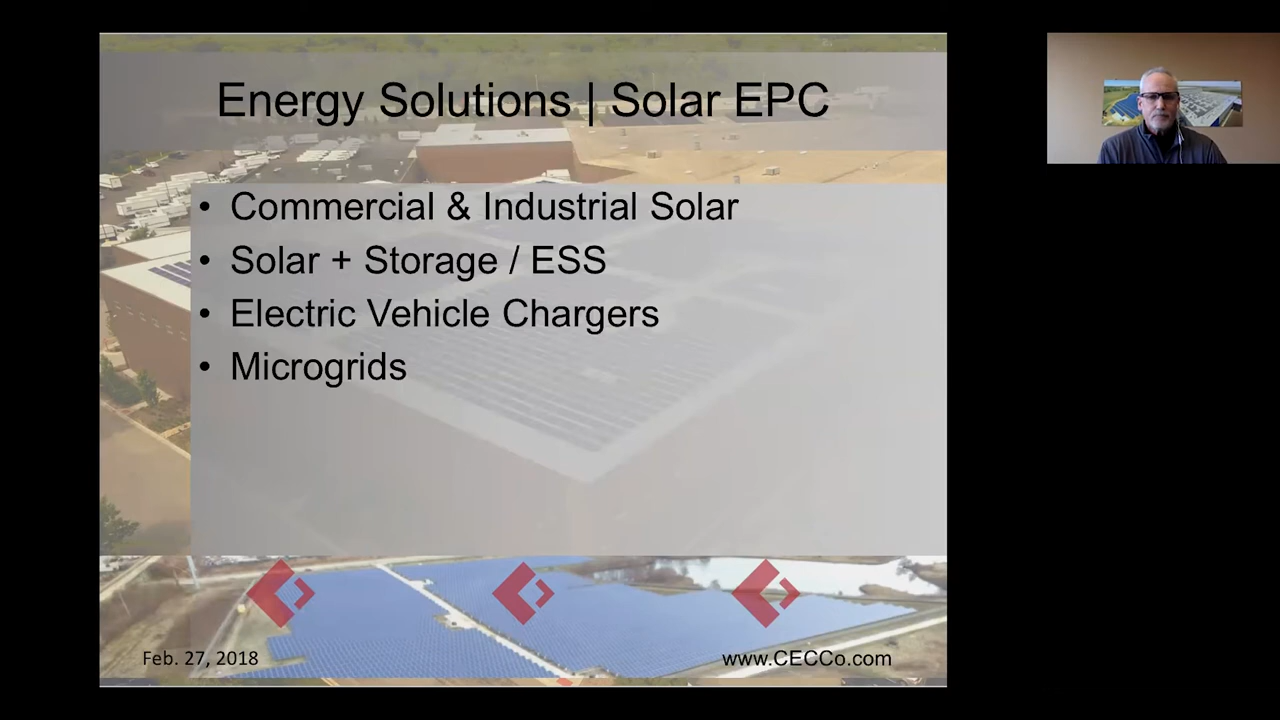 Energy Solutions | Solar EPC
• Commercial & Industrial Solar
• Solar + Storage / ESS
• Electric Vehicle Chargers
• Microgrids
Feb. 27, 2018
www.CECCo.com